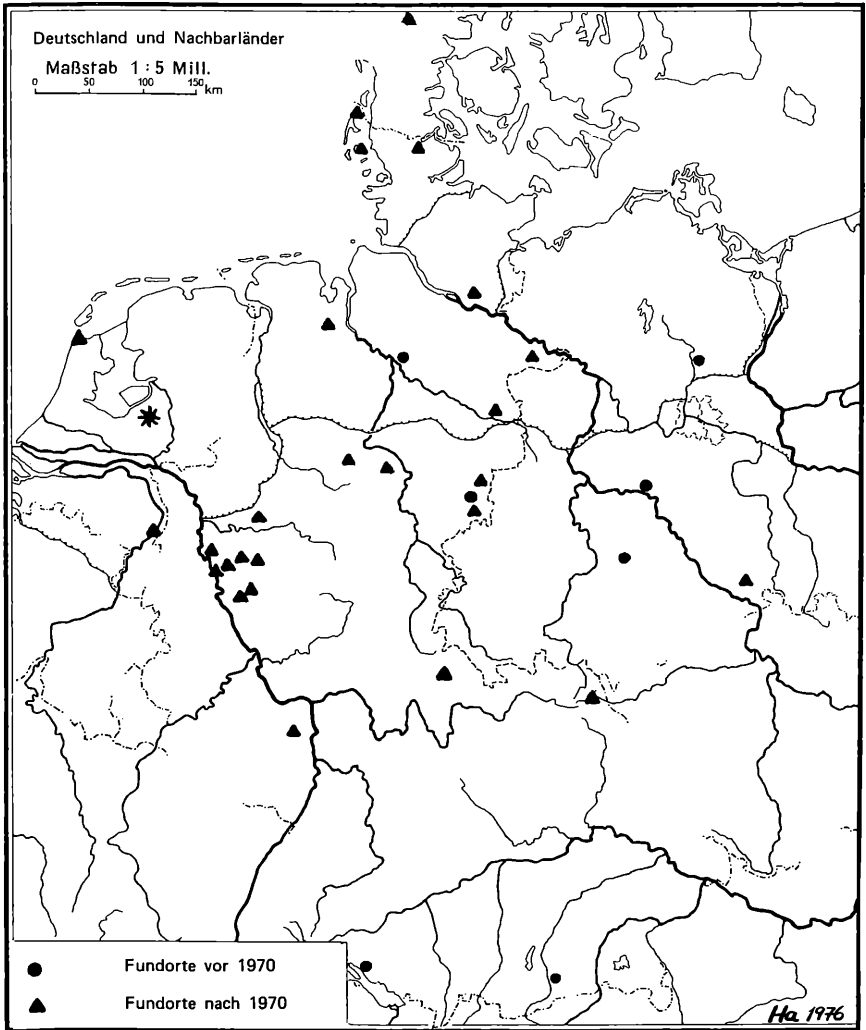 Deutschland und Nachbarländer
Maßstab 1 : 5 Mill.
0 50 100 150 km
Fundorte vor 1970
Fundorte nach 1970
Ha 1976